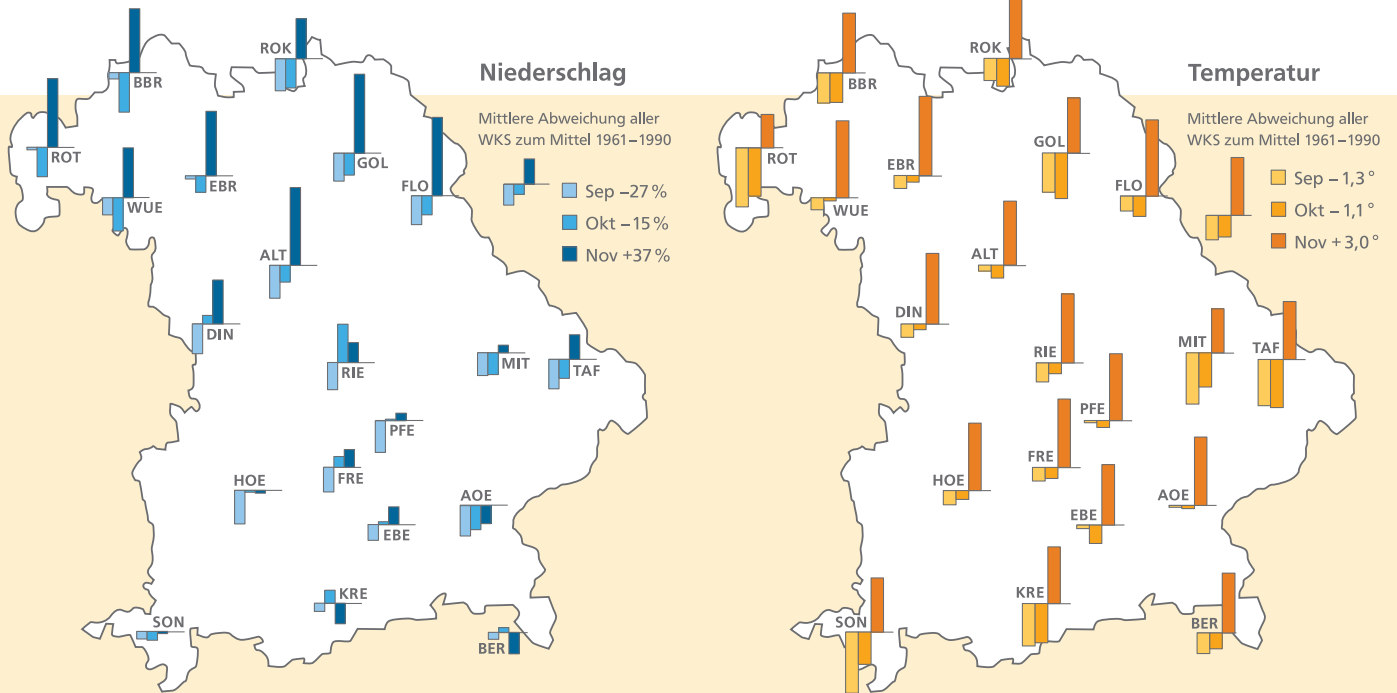 Niederschlag
Mittlere Abweichung aller
WKS zum Mittel 1961–1990
Sep –27 %
Okt –15 %
Nov +37 %
ROK
BBR
ROT
EBR
GOL
WUE
FLO
ALT
DIN
RIE
MIT
TAF
PFE
FRE
HOE
AOE
EBE
KRE
SON
BER
Temperatur
Mittlere Abweichung aller
WKS zum Mittel 1961–1990
Sep – 1,3 °
Okt – 1,1 °
Nov + 3,0 °
ROK
BBR
ROT
EBR
GOL
WUE
FLO
ALT
DIN
RIE
MIT
TAF
PFE
FRE
HOE
AOE
EBE
KRE
SON
BER